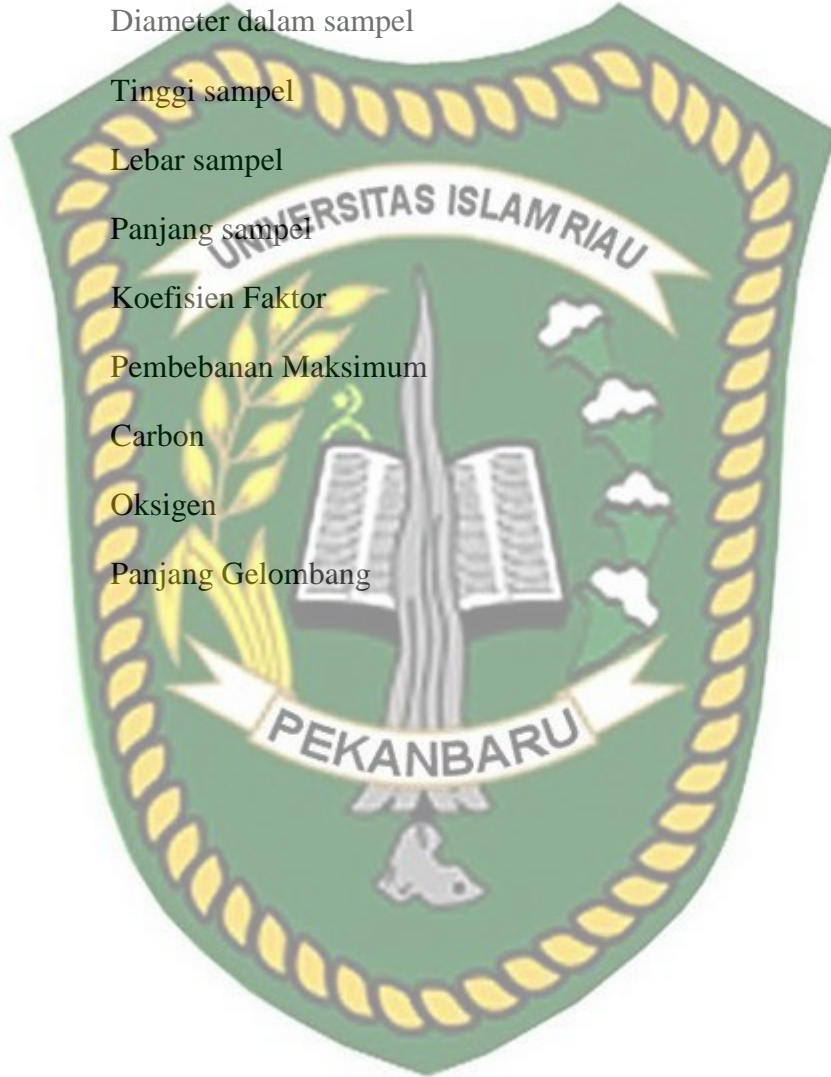 Diameter dalam sampel
Tinggi sampel
Lebar sampel
Panjang sampel
UNIVERSITAS ISLAM RIAU
Koefisien Faktor
Pembebanan Maksimum
Carbon
Oksigen
Panjang Gelombang
PEKANBARU